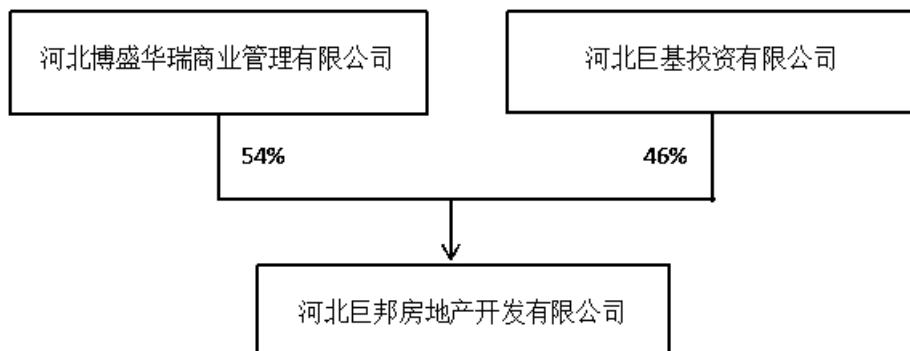 河北博盛华瑞商业管理有限公司
河北巨基投资有限公司
54%
46%
河北巨邦房地产开发有限公司